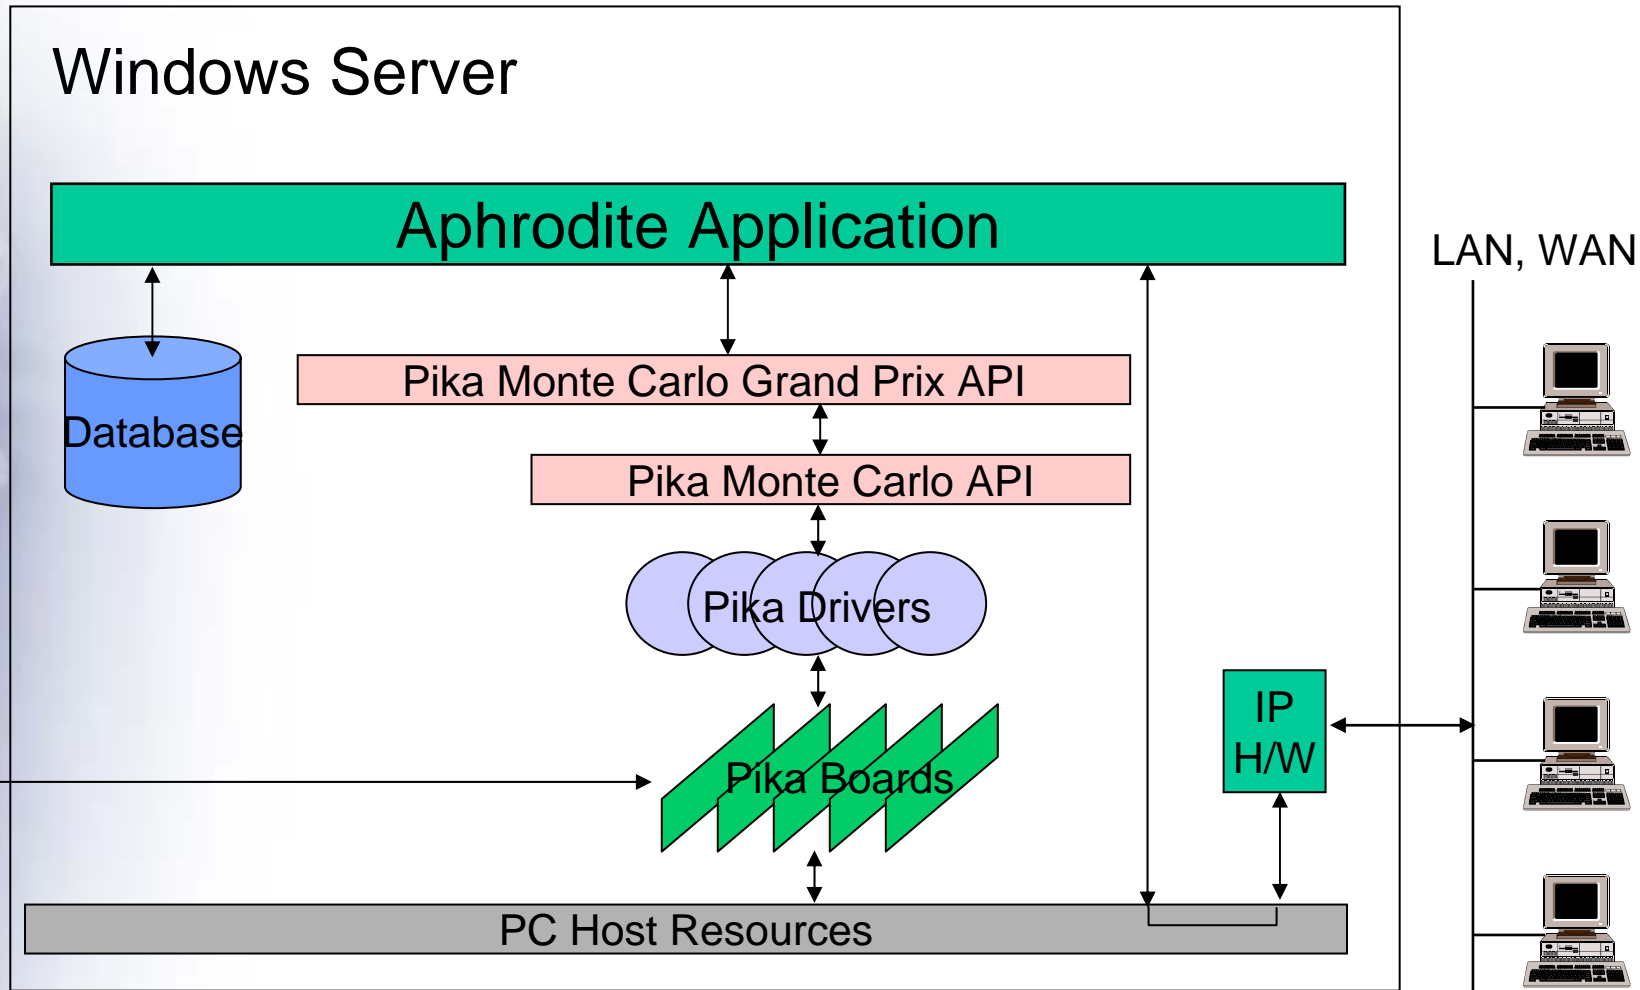 Windows Server
Aphrodite Application
LAN, WAN
Pika Monte Carlo Grand Prix API
Database
Pika Monte Carlo API
Pika Drivers
IP
H/W
Pika Boards
PC Host Resources